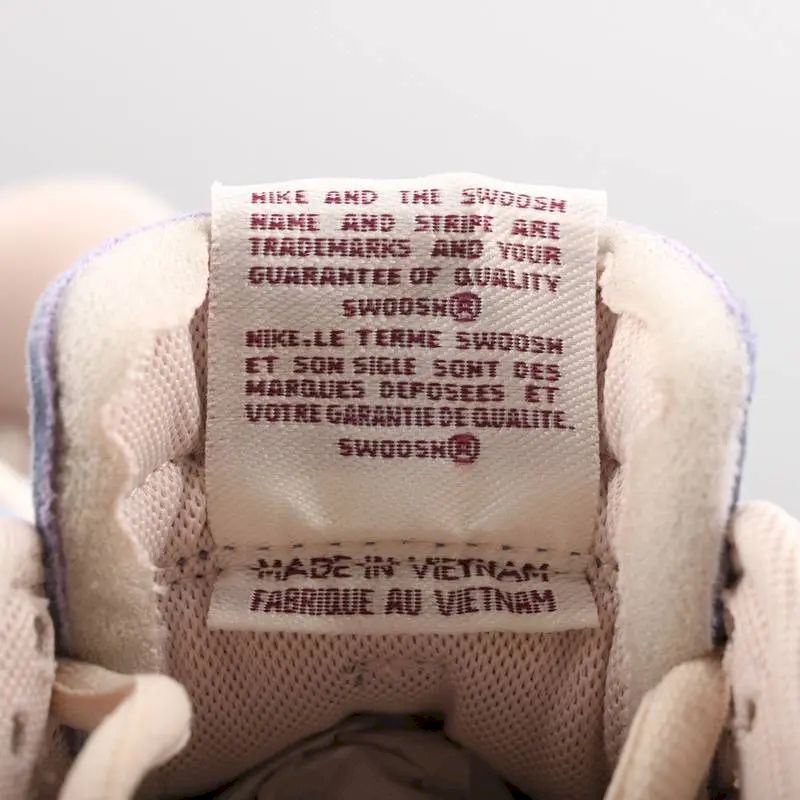 NIKE AND THE SWOOSH
NAME AND STRIPE ARE
TRADEMARKS AND YOUR
GUARANTEE OF QUALITY
SWOOSH®
NIKE.LE TERME SWOOSH
ET SON SIGLE SONT DES
MARQUES DEPOSEES ET
VOTRE GARANTIE DE QUALITE.
SWOOSH®
MADE IN VIETNAM
FABRIQUE AU VIETNAM